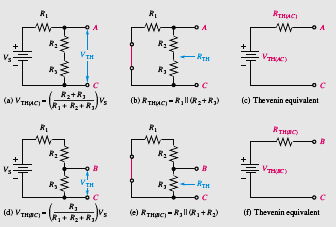 R1 A
R2
VS VTH
R3
C
(a) VTH(AC) = (R2 + R3 / R1 + R2 + R3) VS
R1 A
R2
RTH
R3
C
(b) RTH(AC) = R1 || (R2 + R3)
RTH(AC)
A
VTH(AC)
C
(c) Thevenin equivalent
R1
R2
VS B
R3 VTH
C
(d) VTH(BC) = (R3 / R1 + R2 + R3) VS
R1
R2
B
R3 RTH
C
(e) RTH(BC) = R3 || (R1 + R2)
RTH(BC)
B
VTH(BC)
C
(f) Thevenin equivalent